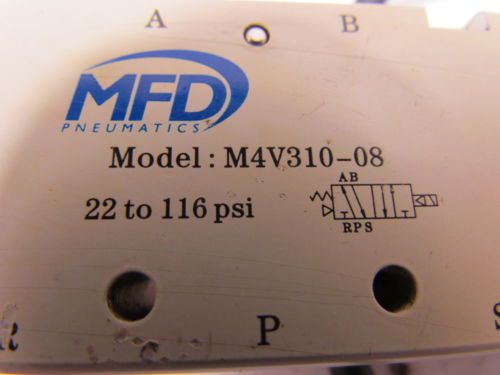 A B
MFD
PNEUMATICS
Model : M4V310-08
22 to 116 psi
AB
RPS
R P S